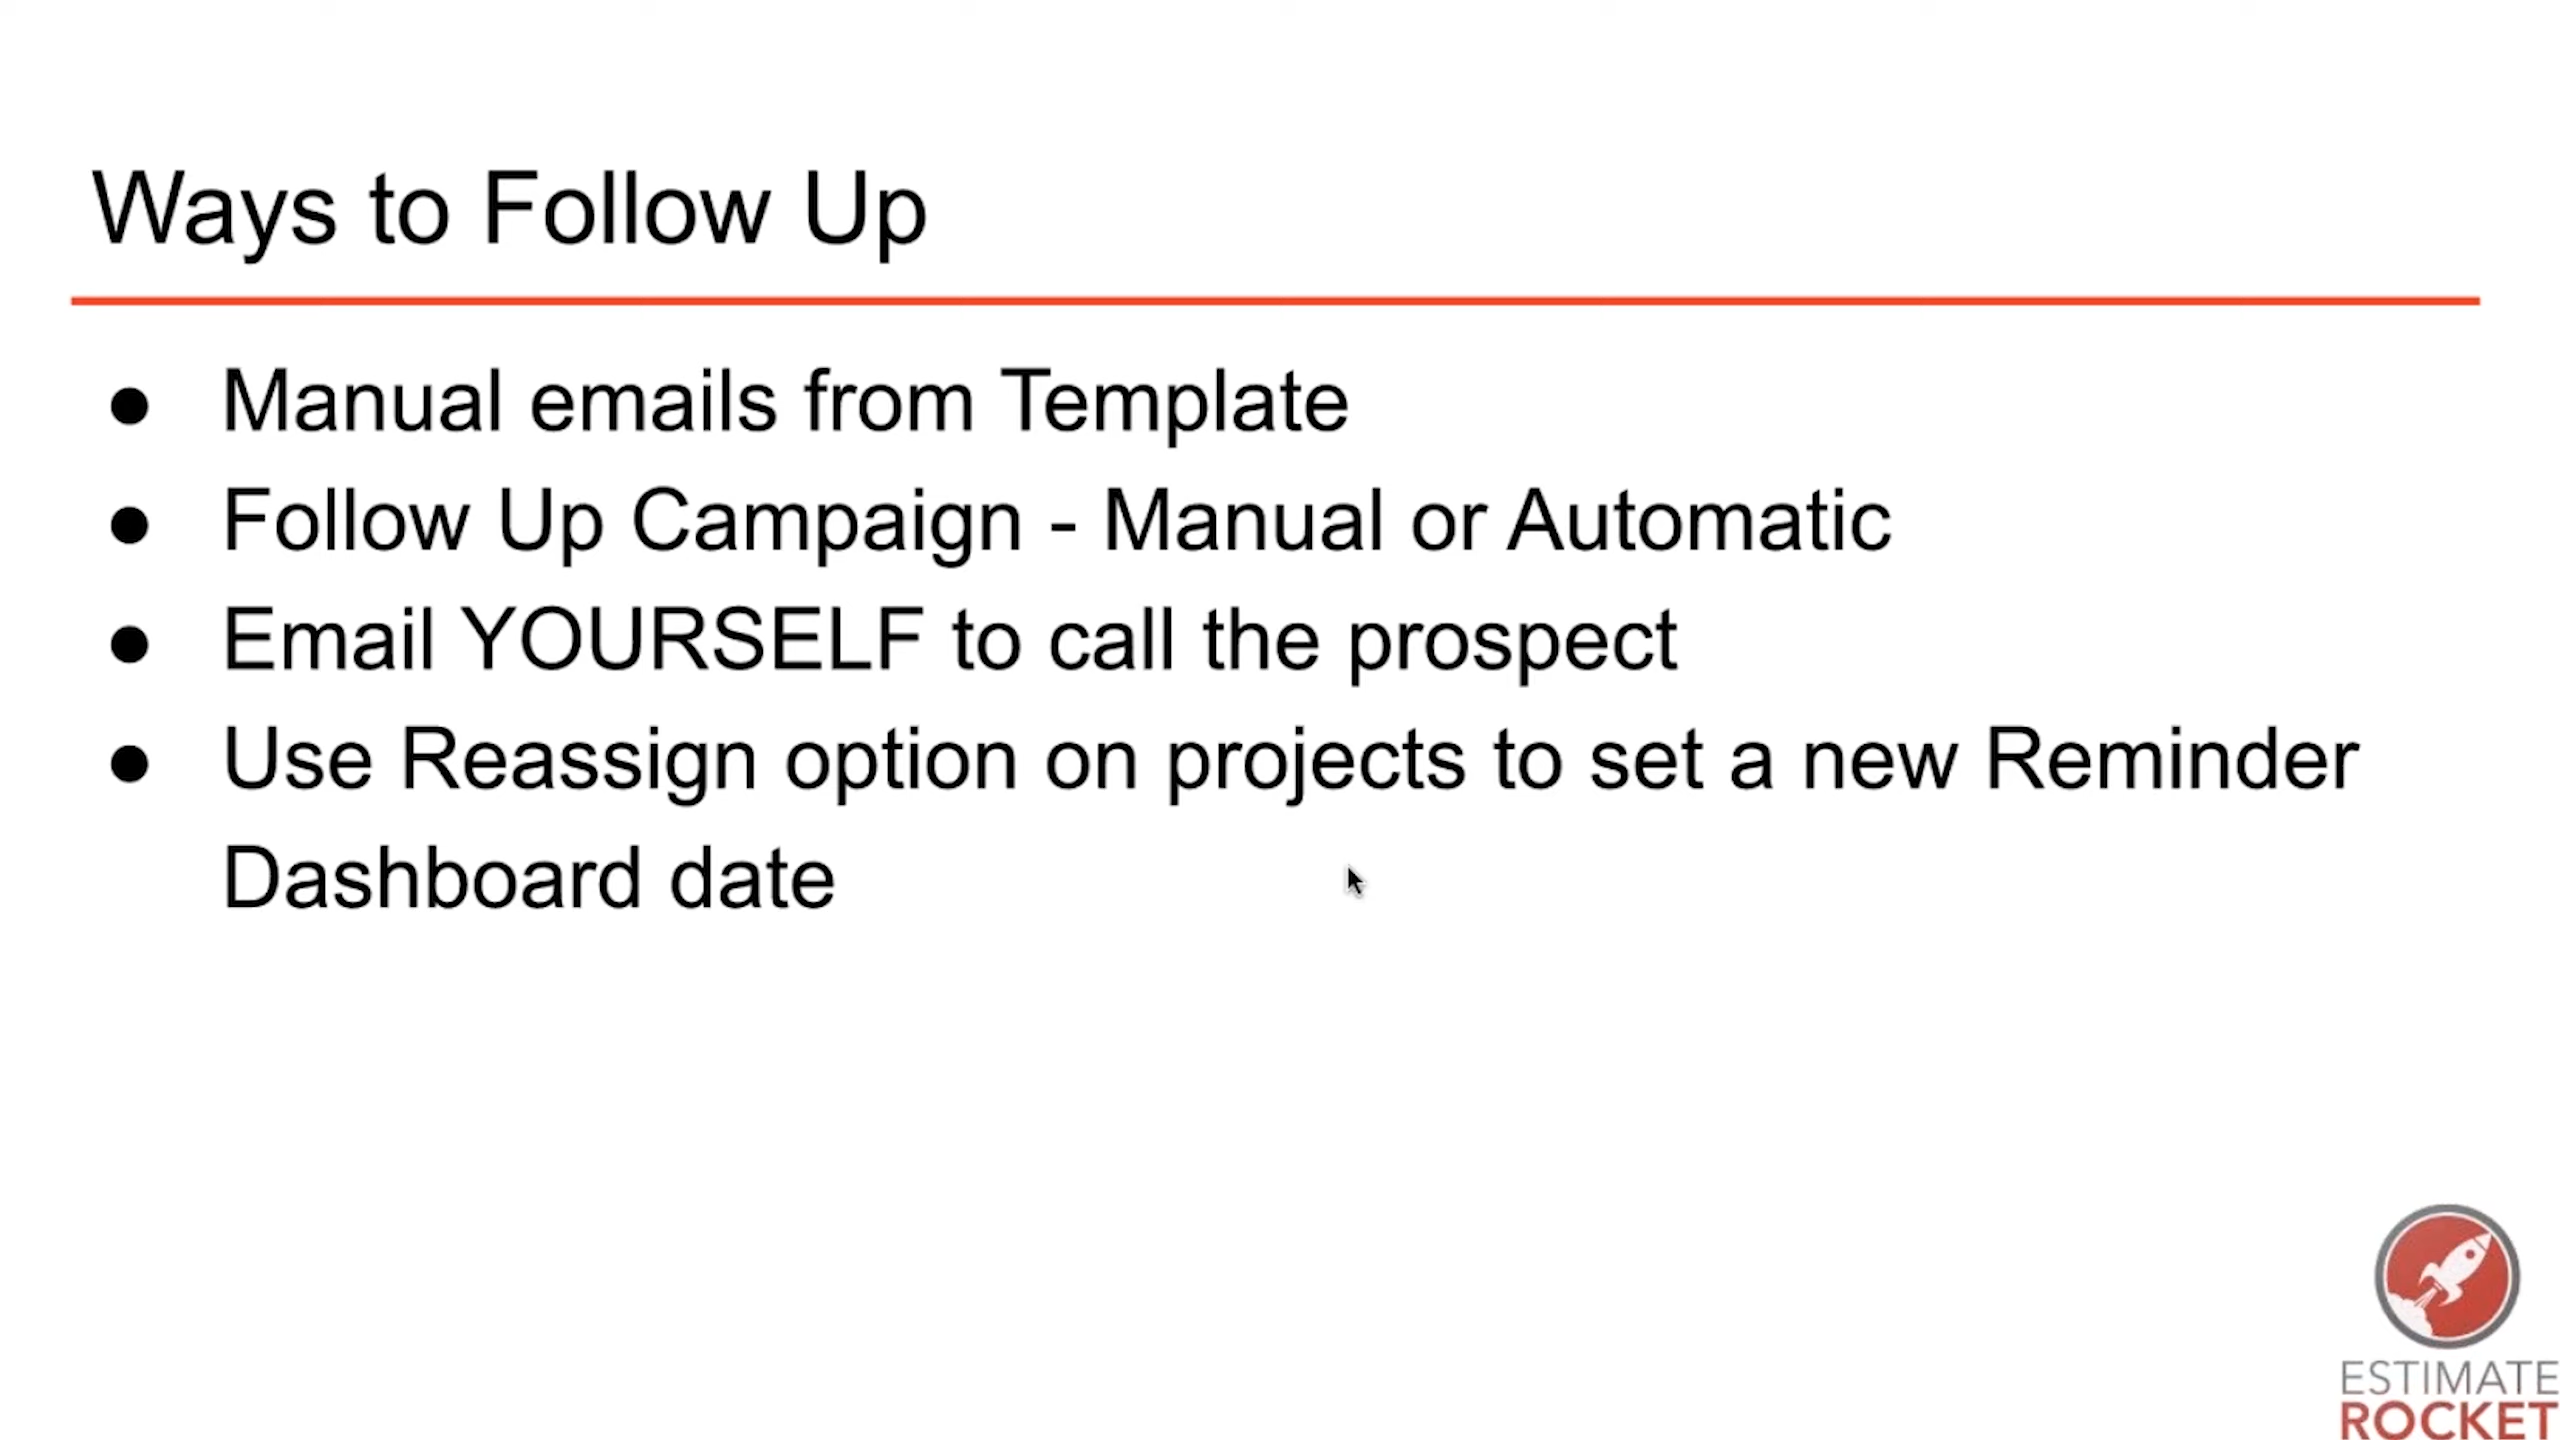 Ways to Follow Up
● Manual emails from Template
● Follow Up Campaign - Manual or Automatic
● Email YOURSELF to call the prospect
● Use Reassign option on projects to set a new Reminder
Dashboard date
ESTIMATE
ROCKET